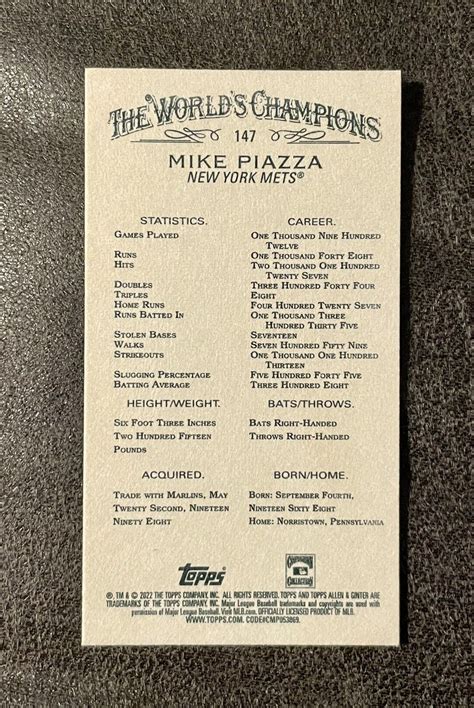 THE WORLD'S CHAMPIONS
147
MIKE PIAZZA
NEW YORK METS®
STATISTICS. CAREER.
GAMES PLAYED ONE THOUSAND NINE HUNDRED
TWELVE
RUNS ONE THOUSAND FORTY EIGHT
HITS TWO THOUSAND ONE HUNDRED
TWENTY SEVEN
DOUBLES THREE HUNDRED FORTY FOUR
TRIPLES EIGHT
HOME RUNS FOUR HUNDRED TWENTY SEVEN
RUNS BATTED IN ONE THOUSAND THREE
HUNDRED THIRTY FIVE
STOLEN BASES SEVENTEEN
WALKS SEVEN HUNDRED FIFTY NINE
STRIKEOUTS ONE THOUSAND ONE HUNDRED
THIRTEEN
SLUGGING PERCENTAGE FIVE HUNDRED FORTY FIVE
BATTING AVERAGE THREE HUNDRED EIGHT
HEIGHT/WEIGHT. BATS/THROWS.
SIX FOOT THREE INCHES BATS RIGHT-HANDED
TWO HUNDRED FIFTEEN THROWS RIGHT-HANDED
POUNDS
ACQUIRED. BORN/HOME.
TRADE WITH MARLINS, MAY BORN: SEPTEMBER FOURTH,
TWENTY SECOND, NINETEEN NINETEEN SIXTY EIGHT
NINETY EIGHT HOME: NORRISTOWN, PENNSYLVANIA
topps COOPERSTOWN COLLECTION
®, TM & © 2022 THE TOPPS COMPANY, INC. ALL RIGHTS RESERVED. TOPPS AND TOPPS ALLEN & GINTER ARE
TRADEMARKS OF THE TOPPS COMPANY, INC. Major League Baseball trademarks and copyrights are used with
permission of Major League Baseball. Visit MLB.com. OFFICIALLY LICENSED PRODUCT OF MLB.
WWW.TOPPS.COM. CODE#CMP053869.